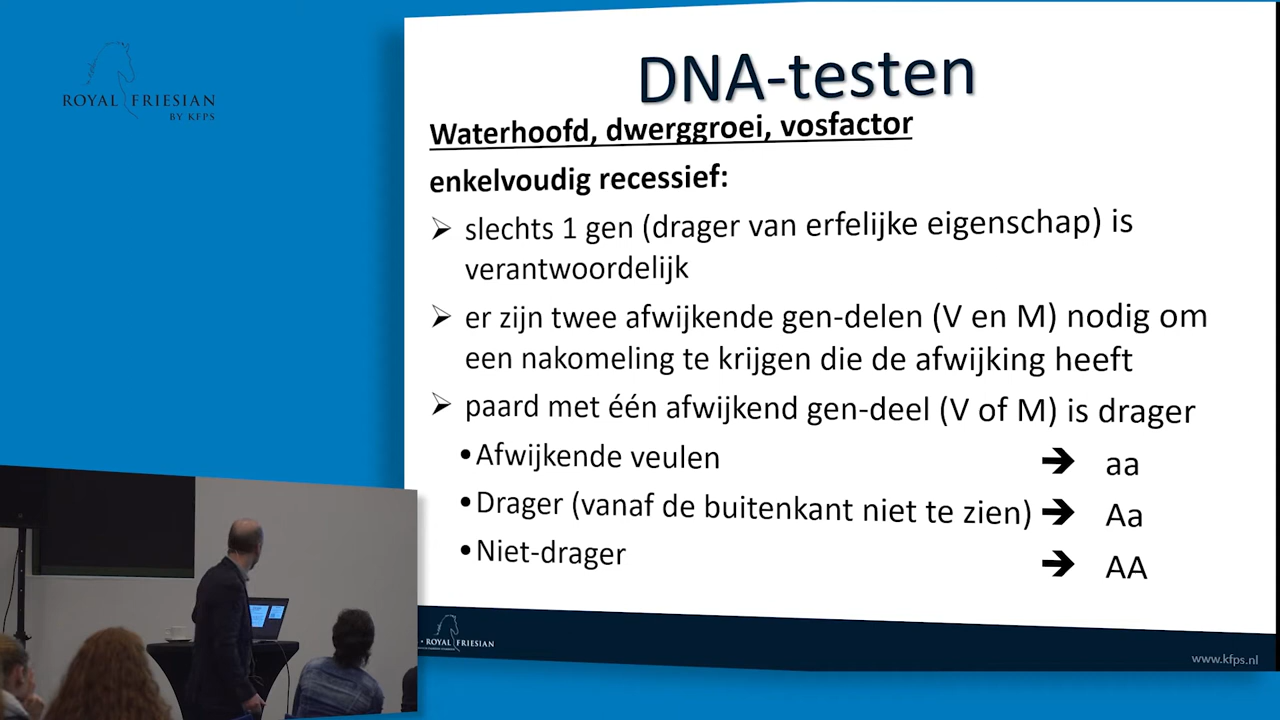 ROYAL FRIESIAN
BY KFPS
DNA-testen
Waterhoofd, dwerggroei, vosfactor
enkelvoudig recessief:
➢ slechts 1 gen (drager van erfelijke eigenschap) is
verantwoordelijk
➢ er zijn twee afwijkende gen-delen (V en M) nodig om
een nakomeling te krijgen die de afwijking heeft
➢ paard met één afwijkend gen-deel (V of M) is drager
• Afwijkende veulen ➔ aa
• Drager (vanaf de buitenkant niet te zien) ➔ Aa
• Niet-drager ➔ AA
ROYAL FRIESIAN
www.kfps.nl